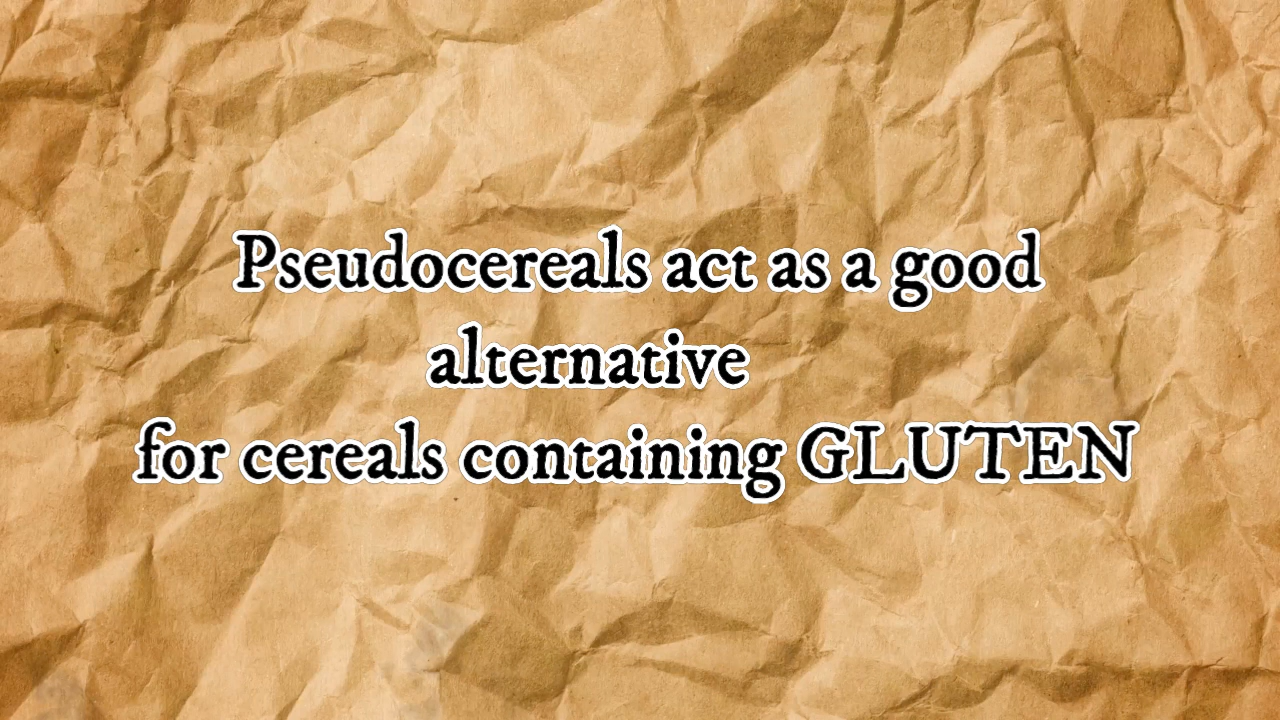 Pseudocereals act as a good
alternative
for cereals containing GLUTEN